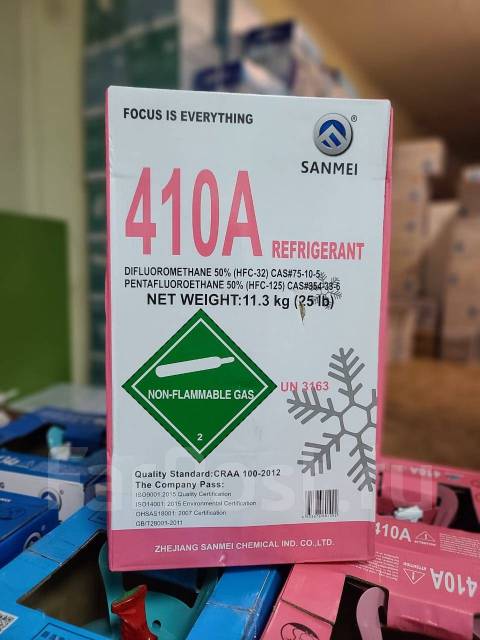 FOCUS IS EVERYTHING
®
SANMEI
410A REFRIGERANT
DIFLUOROMETHANE 50% (HFC-32) CAS#75-10-5
PENTAFLUOROETHANE 50% (HFC-125) CAS#354-33-6
NET WEIGHT:11.3 kg (25 lb)
NON-FLAMMABLE GAS
2
UN 3163
Quality Standard:CRAA 100-2012
The Company Pass:
ISO9001:2015 Quality Certification
ISO14001: 2015 Environmental Certification
OHSAS18001: 2007 Certification
GB/T28001-2011
ZHEJIANG SANMEI CHEMICAL IND. CO.,LTD.
410A
410A